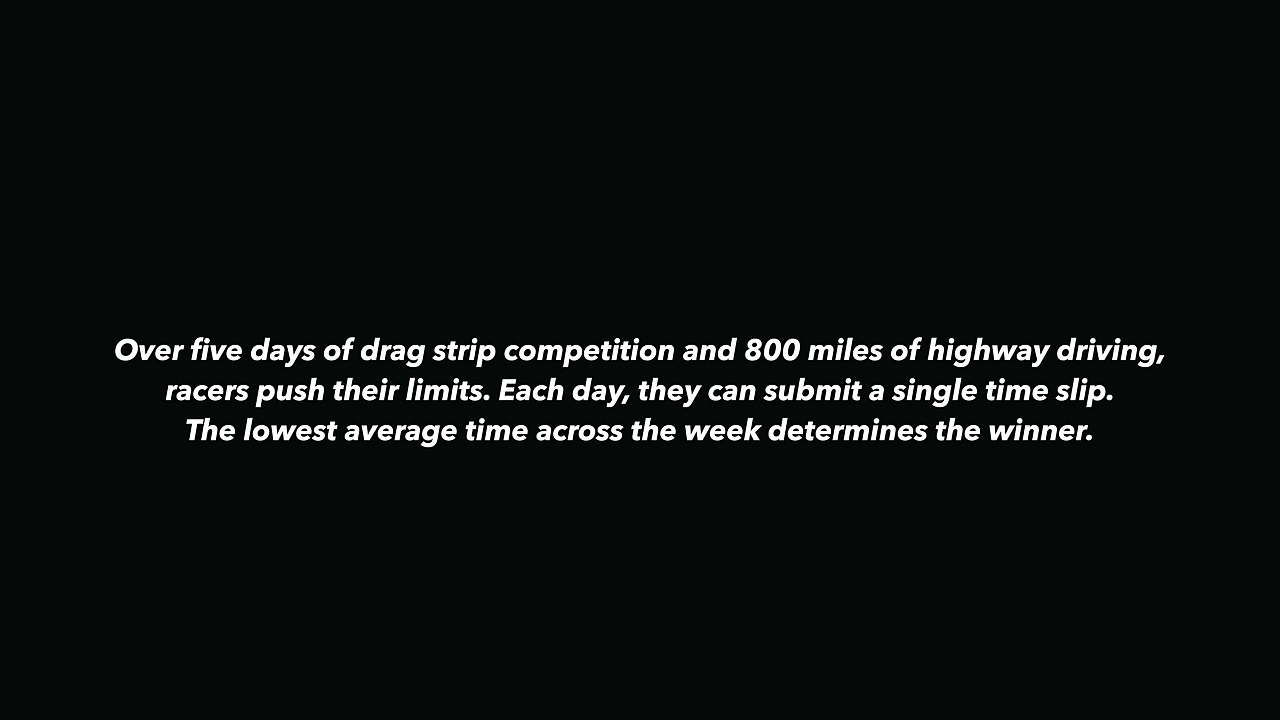 Over five days of drag strip competition and 800 miles of highway driving,
racers push their limits. Each day, they can submit a single time slip.
The lowest average time across the week determines the winner.